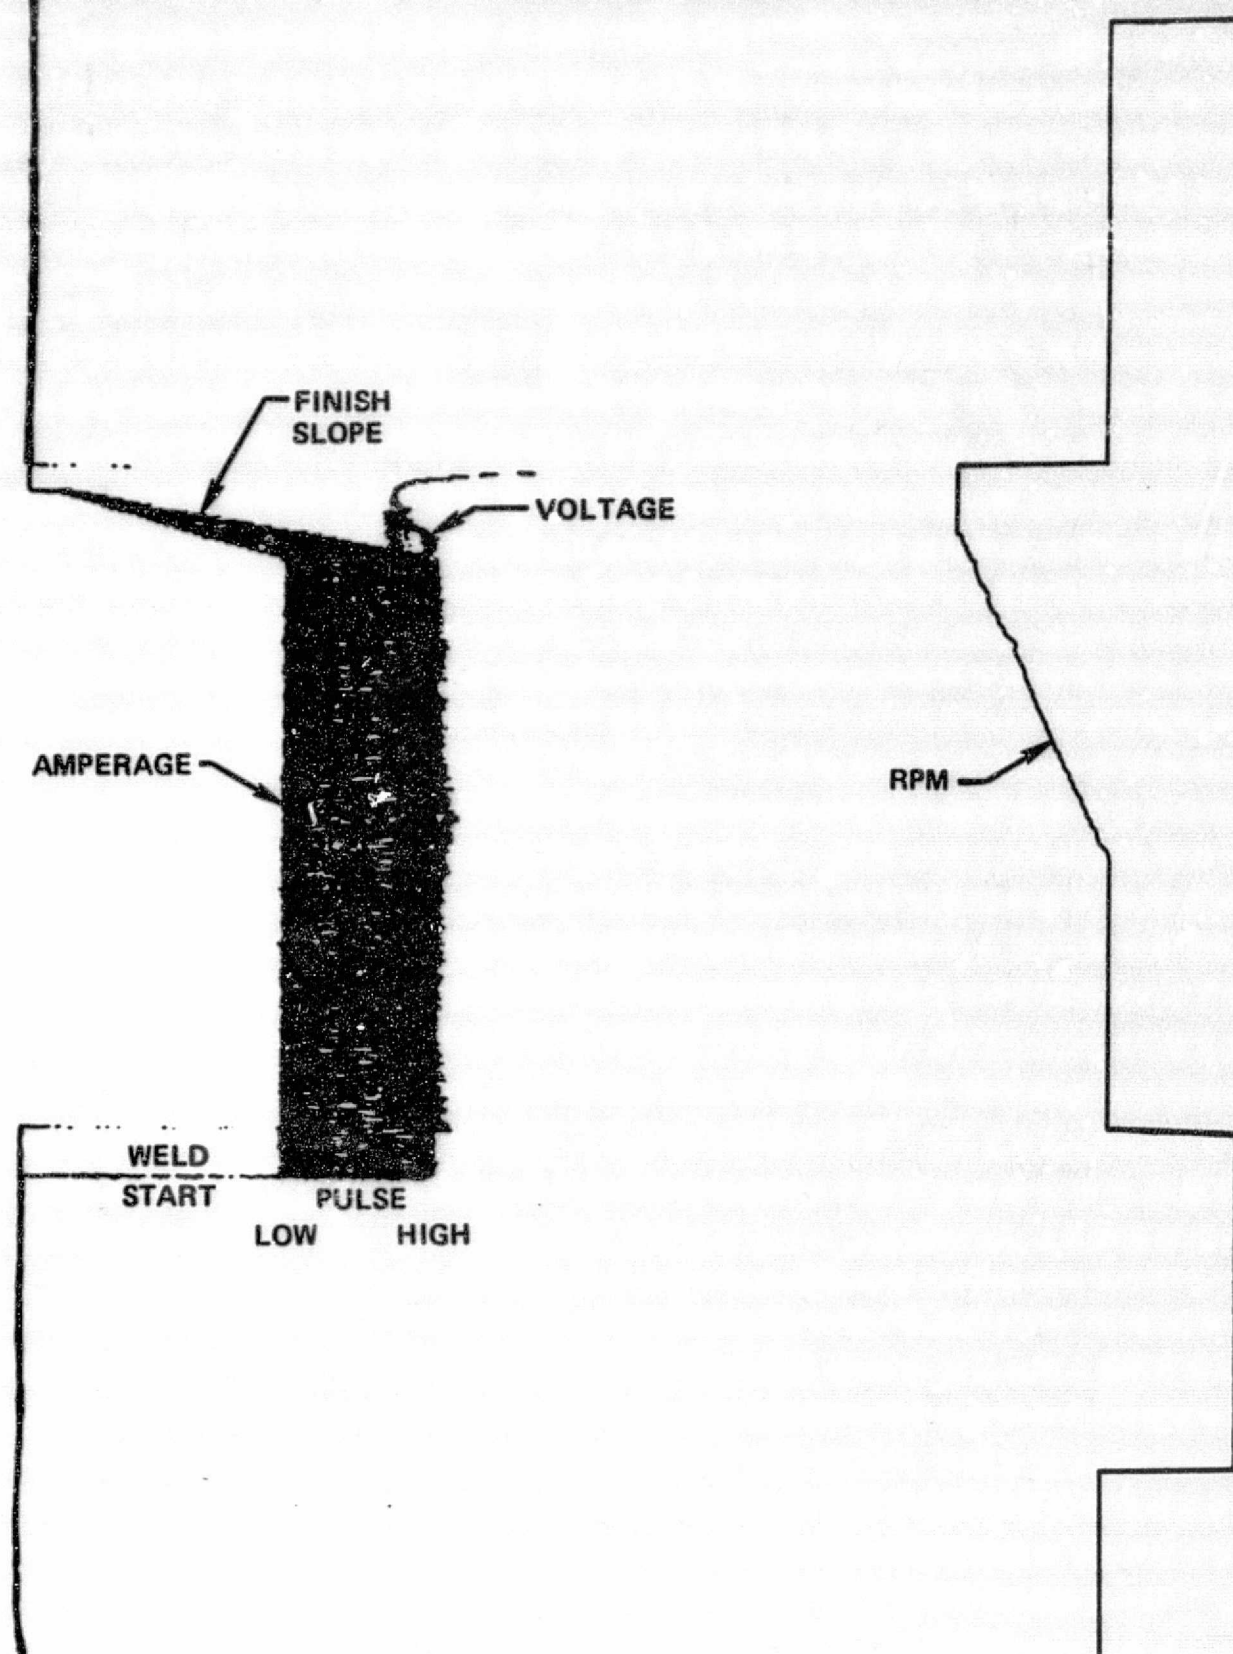 FINISH
SLOPE
VOLTAGE
AMPERAGE
RPM
WELD
START
PULSE
LOW HIGH